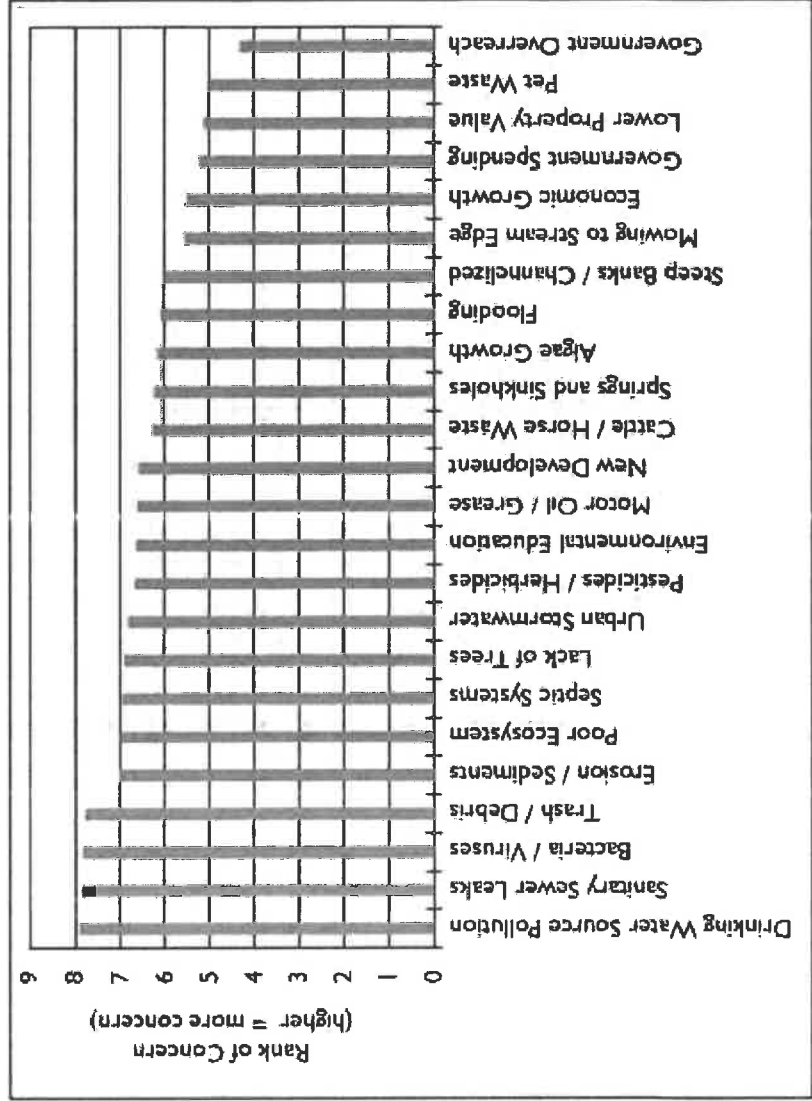 Rank of Concern
(higher = more concern)
0 1 2 3 4 5 6 7 8 9
Drinking Water Source Pollution
Sanitary Sewer Leaks
Bacteria / Viruses
Trash / Debris
Erosion / Sediments
Poor Ecosystem
Septic Systems
Lack of Trees
Urban Stormwater
Pesticides / Herbicides
Environmental Education
Motor Oil / Grease
New Development
Cattle / Horse Waste
Springs and Sinkholes
Algae Growth
Flooding
Steep Banks / Channelized
Mowing to Stream Edge
Economic Growth
Government Spending
Lower Property Value
Pet Waste
Government Overreach